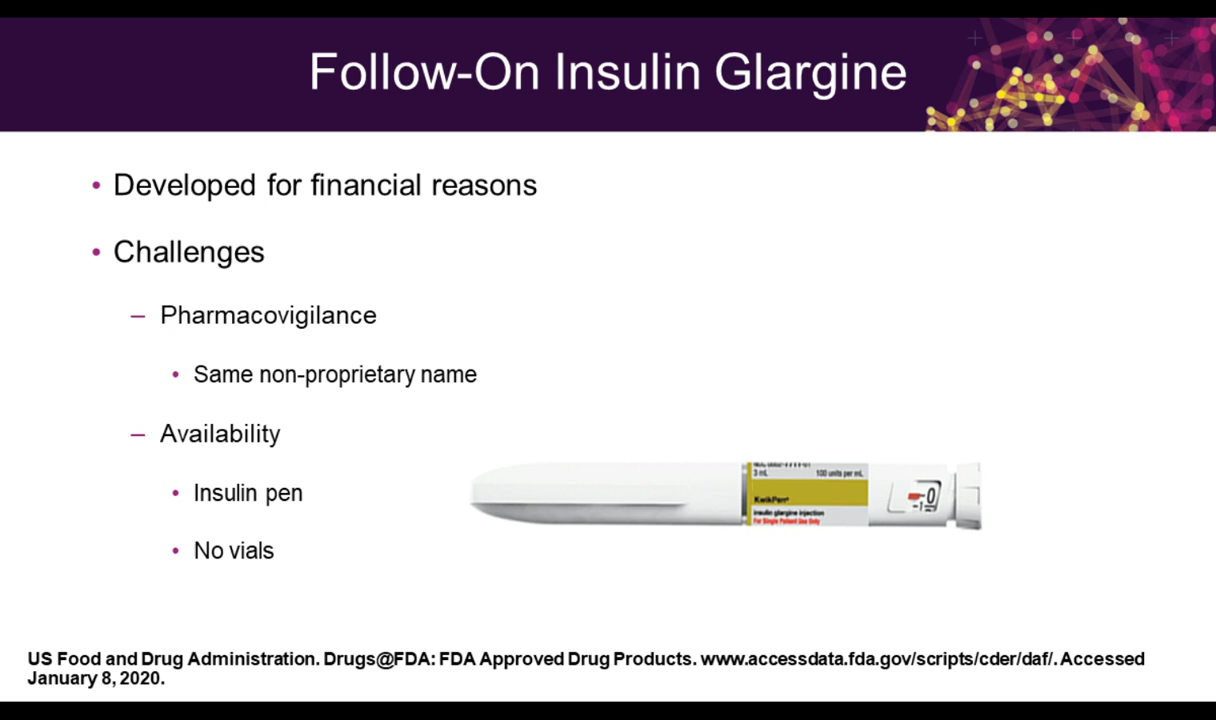 Follow-On Insulin Glargine
• Developed for financial reasons
• Challenges
– Pharmacovigilance
• Same non-proprietary name
– Availability
• Insulin pen
• No vials
3 mL 100 units per mL
KwikPen®
insulin glargine injection
For Single Patient Use Only
0
US Food and Drug Administration. Drugs@FDA: FDA Approved Drug Products. www.accessdata.fda.gov/scripts/cder/daf/. Accessed
January 8, 2020.